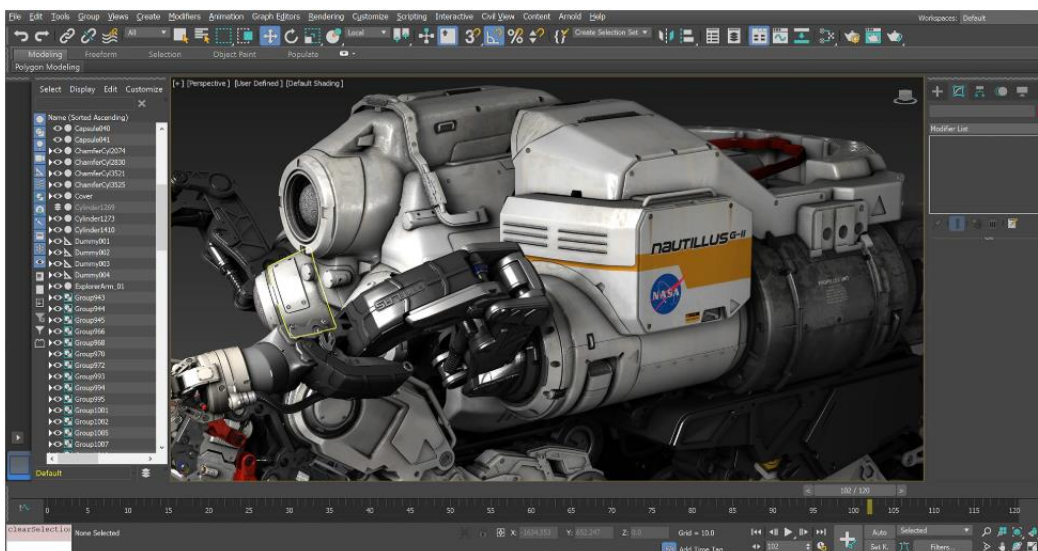 File Edit Tools Group Views Create Modifiers Animation Graph Editors Rendering Customize Scripting Interactive Civil View Content Arnold Help
Workspaces: Default
All
Local
Create Selection Set
Modeling Freeform Selection Object Paint Populate
Polygon Modeling
Select Display Edit Customize
[+] [Perspective] [User Defined] [Default Shading]
Name (Sorted Ascending)
Capsule040
Capsule041
ChamferCyl2074
ChamferCyl2830
ChamferCyl3521
ChamferCyl3525
Cover
Cylinder1269
Cylinder1273
Cylinder1410
Dummy001
Dummy002
Dummy003
Dummy004
ExplorerArm_01
Group943
Group944
Group945
Group966
Group968
Group970
Group972
Group993
Group994
Group995
Group1081
Group1082
Group1085
Group1087
Default
Modifier List
NAUTILLUS G-II
NASA
102 / 120
0 5 10 15 20 25 30 35 40 45 50 55 60 65 70 75 80 85 90 95 100 105 110 115 120
clearSelectio
None Selected
X: Y: 652.247 Z: 0.0
Grid = 10.0
Add Time Tag
102
Auto Selected
Set K. Filters...